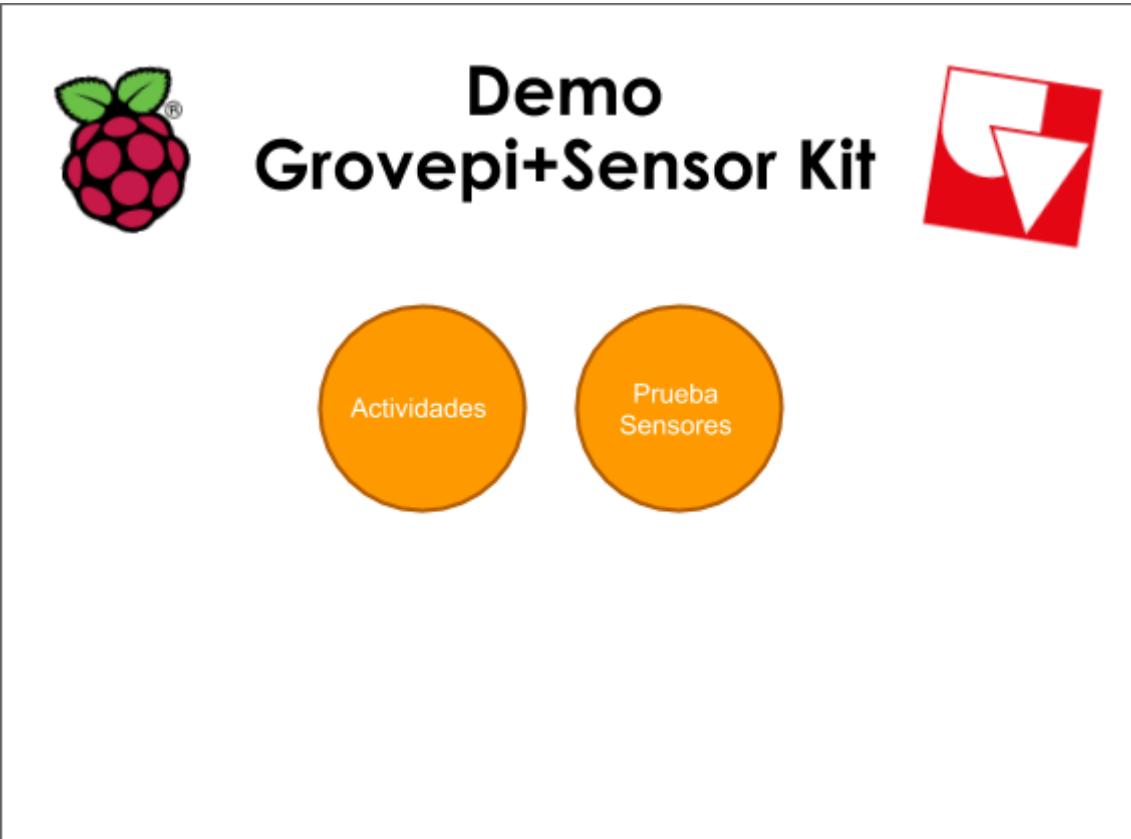 Demo
Grovepi+Sensor Kit
®
Actividades
Prueba
Sensores